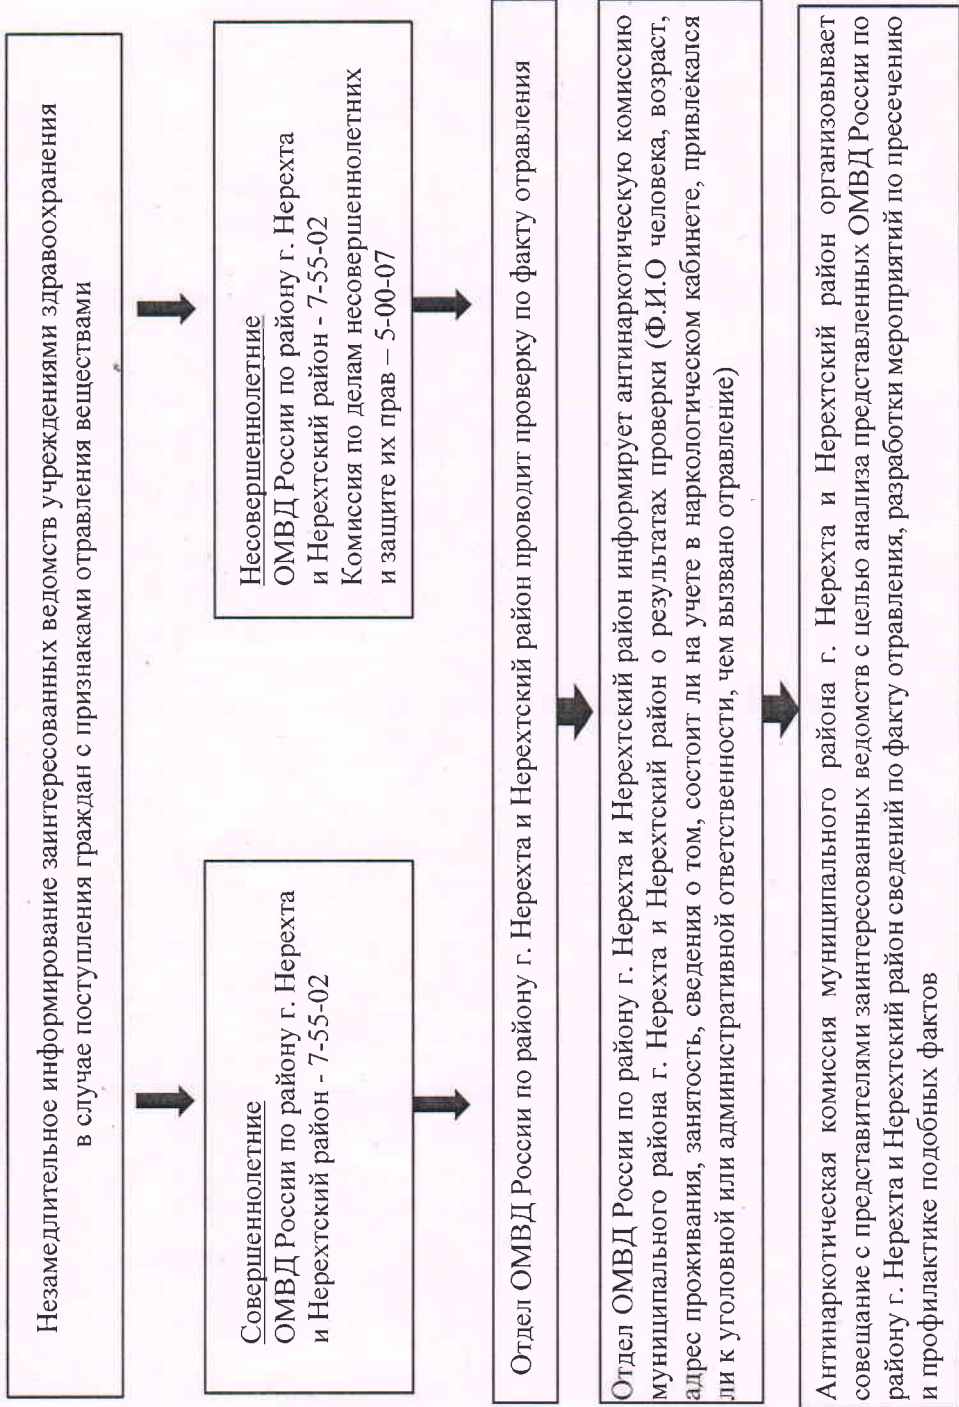 Незамедлительное информирование заинтересованных ведомств учреждениями здравоохранения
в случае поступления граждан с признаками отравления веществами
Совершеннолетние
ОМВД России по району г. Нерехта
и Нерехтский район - 7-55-02
Несовершеннолетние
ОМВД России по району г. Нерехта
и Нерехтский район - 7-55-02
Комиссия по делам несовершеннолетних
и защите их прав – 5-00-07
Отдел ОМВД России по району г. Нерехта и Нерехтский район проводит проверку по факту отравления
Отдел ОМВД России по району г. Нерехта и Нерехтский район информирует антинаркотическую комиссию
муниципального района г. Нерехта и Нерехтский район о результатах проверки (Ф.И.О человека, возраст,
адрес проживания, занятость, сведения о том, состоит ли на учете в наркологическом кабинете, привлекался
ли к уголовной или административной ответственности, чем вызвано отравление)
Антинаркотическая комиссия муниципального района г. Нерехта и Нерехтский район организовывает
совещание с представителями заинтересованных ведомств с целью анализа представленных ОМВД России по
району г. Нерехта и Нерехтский район сведений по факту отравления, разработки мероприятий по пресечению
и профилактике подобных фактов